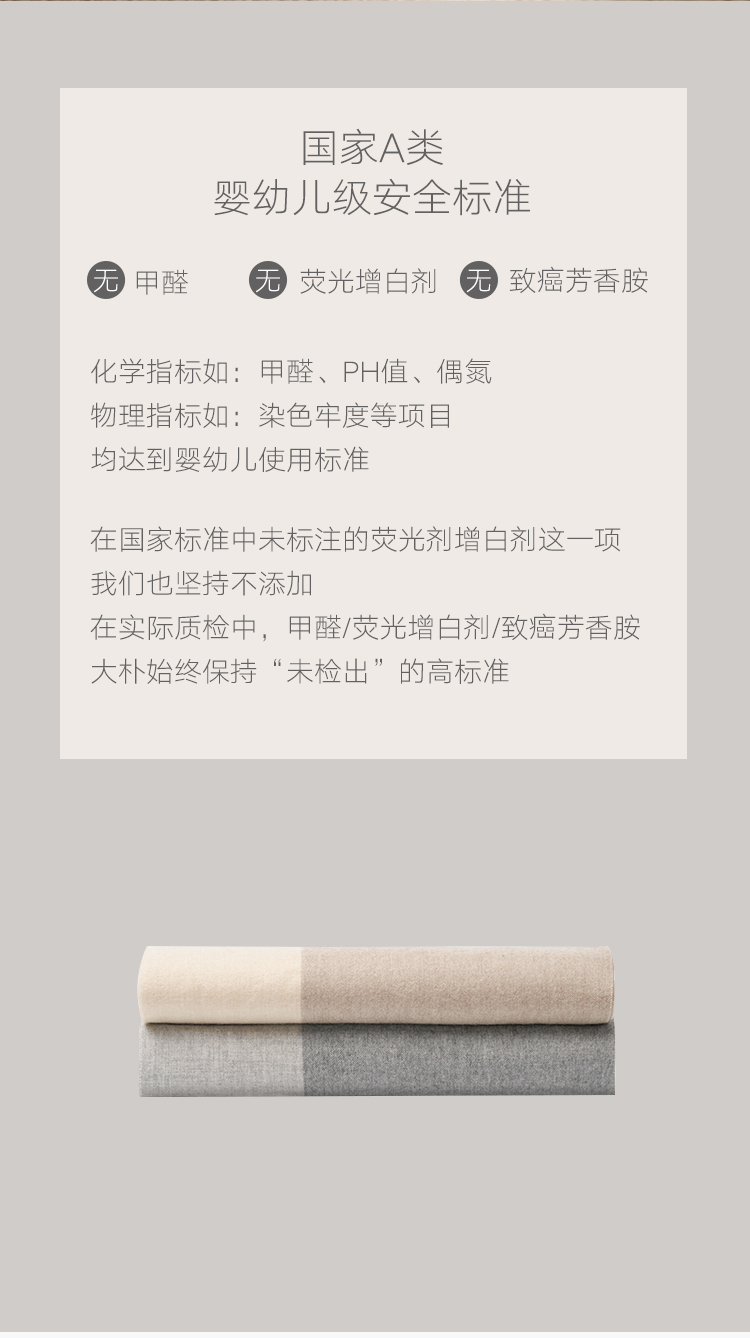 国家A类
婴幼儿级安全标准
无 甲醛 无 荧光增白剂 无 致癌芳香胺
化学指标如：甲醛、PH值、偶氮
物理指标如：染色牢度等项目
均达到婴幼儿使用标准
在国家标准中未标注的荧光剂增白剂这一项
我们也坚持不添加
在实际质检中，甲醛/荧光增白剂/致癌芳香胺
大朴始终保持“未检出”的高标准